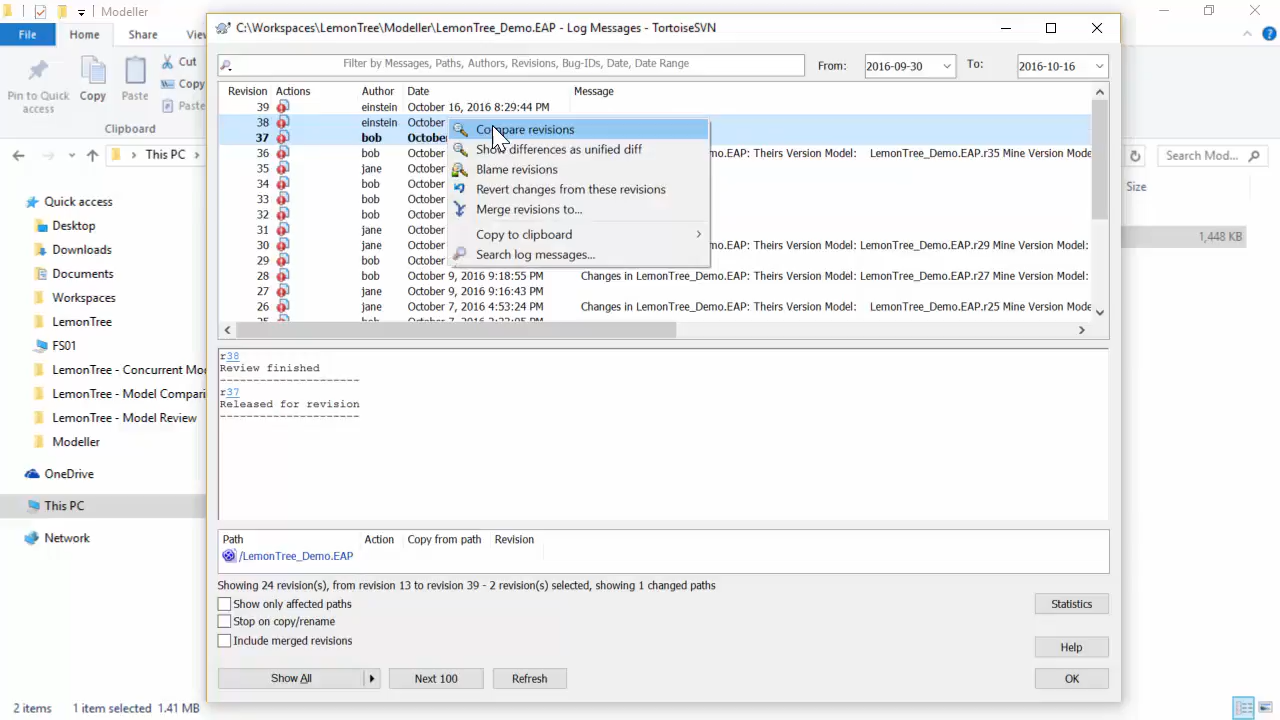 Modeller
File Home Share Vie
Pin to Quick access
Copy
Paste
Cut
Copy
Paste
Clipboard
This PC
Search Mod...
Size
1,448 KB
Quick access
Desktop
Downloads
Documents
Workspaces
LemonTree
FS01
LemonTree - Concurrent Mo
LemonTree - Model Compari
LemonTree - Model Review
Modeller
OneDrive
This PC
Network
2 items 1 item selected 1.41 MB
C:\Workspaces\LemonTree\Modeller\LemonTree_Demo.EAP - Log Messages - TortoiseSVN
Filter by Messages, Paths, Authors, Revisions, Bug-IDs, Date, Date Range
From: 2016-09-30 To: 2016-10-16
Revision Actions Author Date Message
39 einstein October 16, 2016 8:29:44 PM
38 einstein October
37 bob October
36 bob October om_EAP: Theirs Version Model: LemonTree_Demo.EAP.r35 Mine Version Mode
35 jane October
34 bob October
33 bob October
32 bob October
31 jane October
30 jane October mo.EAP: Theirs Version Model: LemonTree_Demo.EAP.r29 Mine Version Model:
29 bob October
28 bob October 9, 2016 9:18:55 PM Changes in LemonTree_Demo.EAP: Theirs Version Model: LemonTree_Demo.EAP.r27 Mine Version Model:
27 jane October 9, 2016 9:16:43 PM
26 jane October 7, 2016 4:53:24 PM Changes in LemonTree_Demo.EAP: Theirs Version Model: LemonTree_Demo.EAP.r25 Mine Version Mode
Compare revisions
Show differences as unified diff
Blame revisions
Revert changes from these revisions
Merge revisions to...
Copy to clipboard
Search log messages...
r38
Review finished
--------------------
r37
Released for revision
--------------------
Path Action Copy from path Revision
/LemonTree_Demo.EAP
Showing 24 revision(s), from revision 13 to revision 39 - 2 revision(s) selected, showing 1 changed paths
Show only affected paths
Stop on copy/rename
Include merged revisions
Statistics
Help
Show All Next 100 Refresh OK